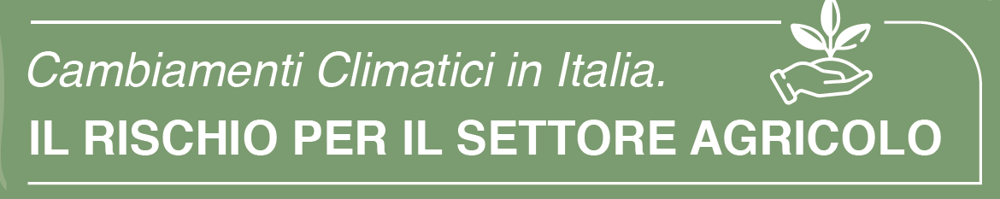 Cambiamenti Climatici in Italia.
IL RISCHIO PER IL SETTORE AGRICOLO